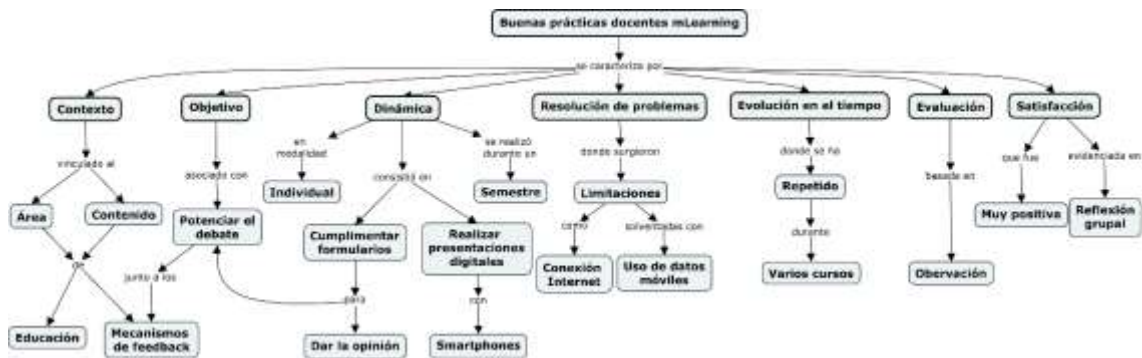 Buenas prácticas docentes mLearning
se caracteriza por
Contexto
Objetivo
Dinámica
Resolución de problemas
Evolución en el tiempo
Evaluación
Satisfacción
en
modalidad
se realizó
durante un
vinculado al
asociado con
consistió en
donde surgieron
donde se ha
basada en
que fue
evidenciada en
Individual
Semestre
Limitaciones
Repetido
Área
Contenido
Potenciar el
debate
Cumplimentar
formularios
Realizar
presentaciones
digitales
como
solventadas con
durante
Muy positiva
Reflexión
grupal
de
junto a los
Conexión
Internet
Uso de datos
móviles
Varios cursos
Obervación
para
con
Educación
Mecanismos
de feedback
Dar la opinión
Smartphones